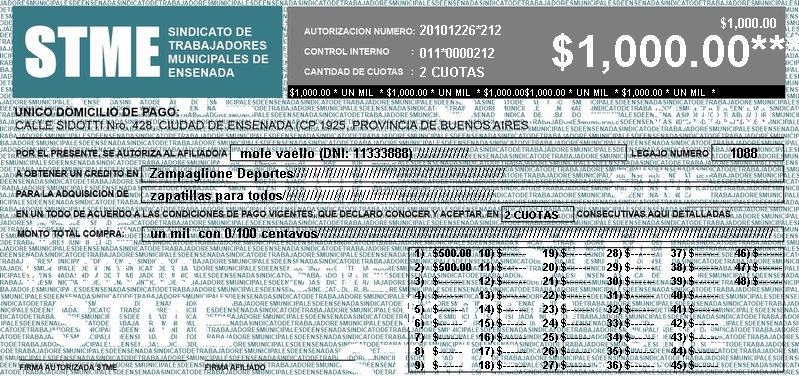 STME SINDICATO DE
TRABAJADORES
MUNICIPALES DE
ENSENADA
AUTORIZACION NUMERO: 20101226*212
CONTROL INTERNO : 011*0000212
CANTIDAD DE CUOTAS : 2 CUOTAS
$1,000.00
$1,000.00**
$1,000.00 * UN MIL * $1,000.00 * UN MIL * $1,000.00$1,000.00 * UN MIL * $1,000.00 * UN MIL *
UNICO DOMICILIO DE PAGO:
CALLE SIDOTTI Nro. 428, CIUDAD DE ENSENADA (CP 1925, PROVINCIA DE BUENOS AIRES
POR EL PRESENTE, SE AUTORIZA AL AFILIADO/A mole vaello (DNI: 11333888) LEGAJO NUMERO 1088
A OBTENER UN CREDITO EN Zampaglione Deportes
PARA LA ADQUISICION DE zapatillas para todos
EN UN TODO DE ACUERDO A LAS CONDICIONES DE PAGO VIGENTES, QUE DECLARO CONOCER Y ACEPTAR, EN 2 CUOTAS CONSECUTIVAS AQUI DETALLADAS
MONTO TOTAL COMPRA: un mil con 0/100 centavos
1) $500.00 10) $ 19) $ 28) $ 37) $ 46) $
2) $500.00 11) $ 20) $ 29) $ 38) $ 47) $
3) $ 12) $ 21) $ 30) $ 39) $ 48) $
4) $ 13) $ 22) $ 31) $ 40) $
5) $ 14) $ 23) $ 32) $ 41) $
6) $ 15) $ 24) $ 33) $ 42) $
7) $ 16) $ 25) $ 34) $ 43) $
8) $ 17) $ 26) $ 35) $ 44) $
9) $ 18) $ 27) $ 36) $ 45) $
FIRMA AUTORIZADA STME FIRMA AFILIADO